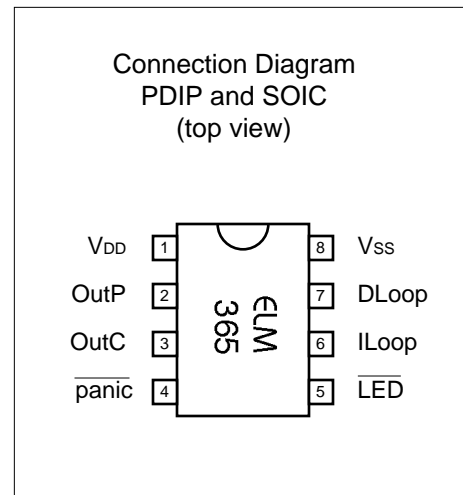 Connection Diagram
PDIP and SOIC
(top view)
VDD 1 8 VSS
OutP 2 7 DLoop
OutC 3 6 ILoop
panic 4 5 LED
ELM
365